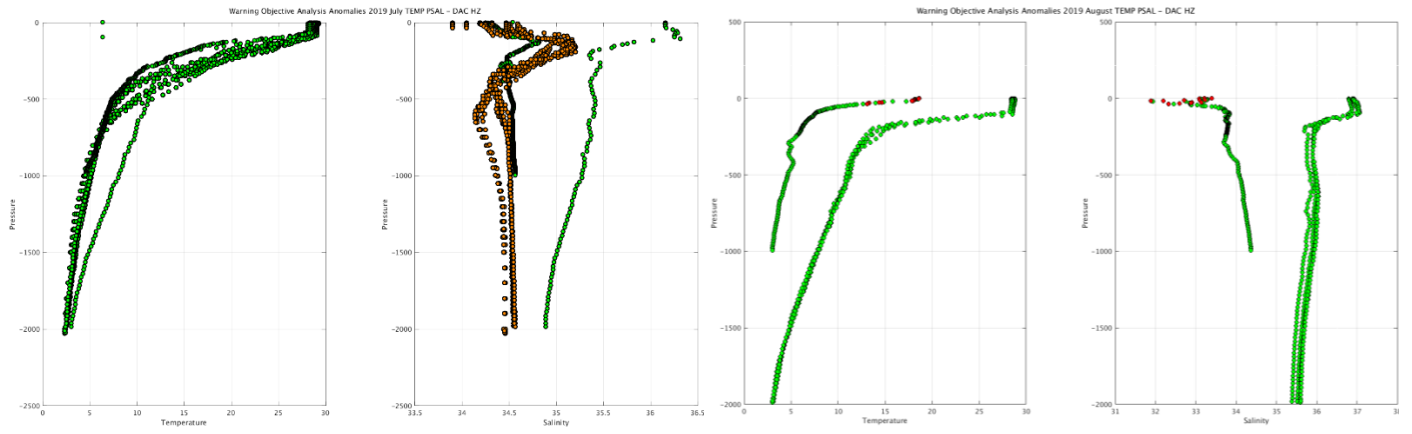 Warning Objective Analysis Anomalies 2019 July TEMP PSAL – DAC HZ
0
-500
-1000
-1500
-2000
-2500
Pressure
0 5 10 15 20 25 30
Temperature
0
-500
-1000
-1500
-2000
-2500
Pressure
33.5 34 34.5 35 35.5 36 36.5
Salinity
Warning Objective Analysis Anomalies 2019 August TEMP PSAL – DAC HZ
500
0
-500
-1000
-1500
-2000
Pressure
0 5 10 15 20 25 30
Temperature
500
0
-500
-1000
-1500
-2000
Pressure
31 32 33 34 35 36 37 38
Salinity